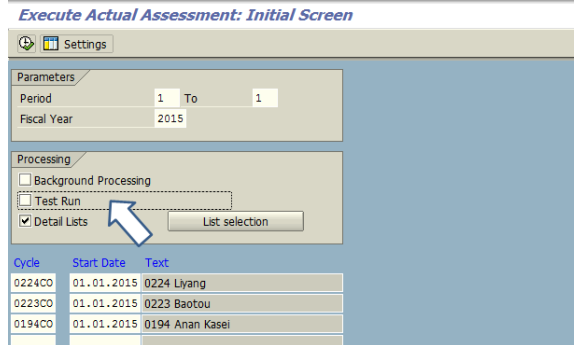 Execute Actual Assessment: Initial Screen
Settings
Parameters
Period 1 To 1
Fiscal Year 2015
Processing
Background Processing
Test Run
Detail Lists List selection
Cycle Start Date Text
0224CO 01.01.2015 0224 Liyang
0223CO 01.01.2015 0223 Baotou
0194CO 01.01.2015 0194 Anan Kasei